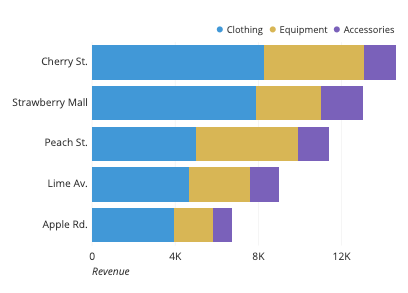 Clothing Equipment Accessories
Cherry St.
Strawberry Mall
Peach St.
Lime Av.
Apple Rd.
0 4K 8K 12K
Revenue